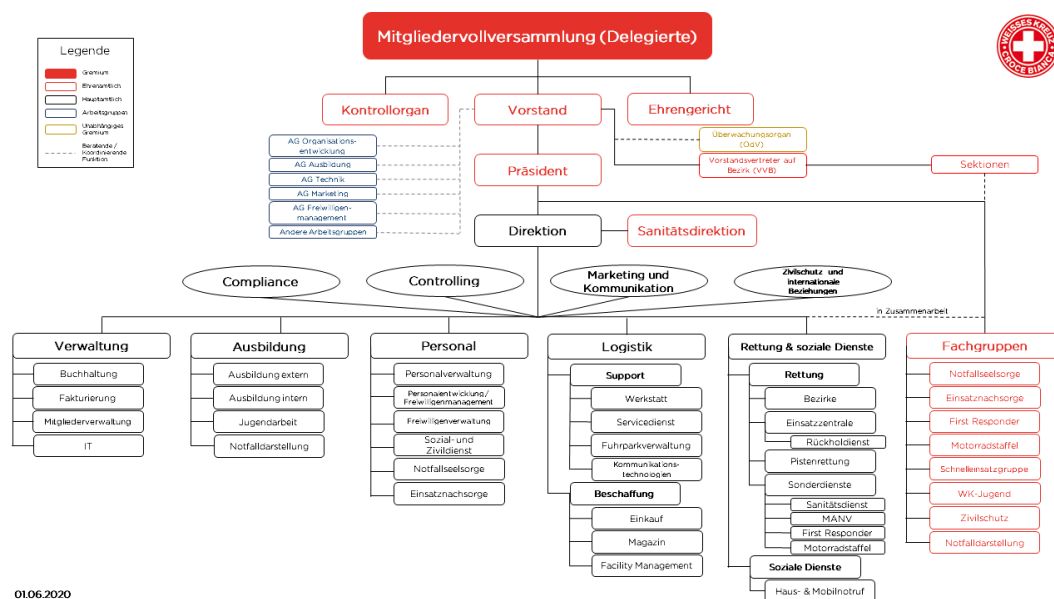 Mitgliedervollversammlung (Delegierte)
WEISSES KREUZ
CROCE BIANCA
Legende
Gremium
Ehrenamtlich
Hauptamtlich
Arbeitsgruppen
Unabhängiges
Gremium
Beratende /
Koordinierende
Funktion
Kontrollorgan
Vorstand
Ehrengericht
AG Organisations-
entwicklung
AG Ausbildung
AG Technik
AG Marketing
AG Freiwilligen-
management
Andere Arbeitsgruppen
Überwachungsorgan
(OdV)
Vorstandsvertreter auf
Bezirk (VVB)
Sektionen
Präsident
Direktion
Sanitätsdirektion
Compliance
Controlling
Marketing und
Kommunikation
Zivilschutz und
internationale
Beziehungen
in Zusammenarbeit
Verwaltung
Buchhaltung
Fakturierung
Mitgliederverwaltung
IT
Ausbildung
Ausbildung extern
Ausbildung intern
Jugendarbeit
Notfalldarstellung
Personal
Personalverwaltung
Personalentwicklung /
Freiwilligenmanagement
Freiwilligenverwaltung
Sozial- und
Zivildienst
Notfallseelsorge
Einsatznachsorge
Logistik
Support
Werkstatt
Servicedienst
Fuhrparkverwaltung
Kommunikations-
technologien
Beschaffung
Einkauf
Magazin
Facility Management
Rettung & soziale Dienste
Rettung
Bezirke
Einsatzzentrale
Rückholdienst
Pistenrettung
Sonderdienste
Sanitätsdienst
MANV
First Responder
Motorradstaffel
Soziale Dienste
Haus- & Mobilnotruf
Fachgruppen
Notfallseelsorge
Einsatznachsorge
First Responder
Motorradstaffel
Schnelleinsatzgruppe
WK-Jugend
Zivilschutz
Notfalldarstellung
01.06.2020